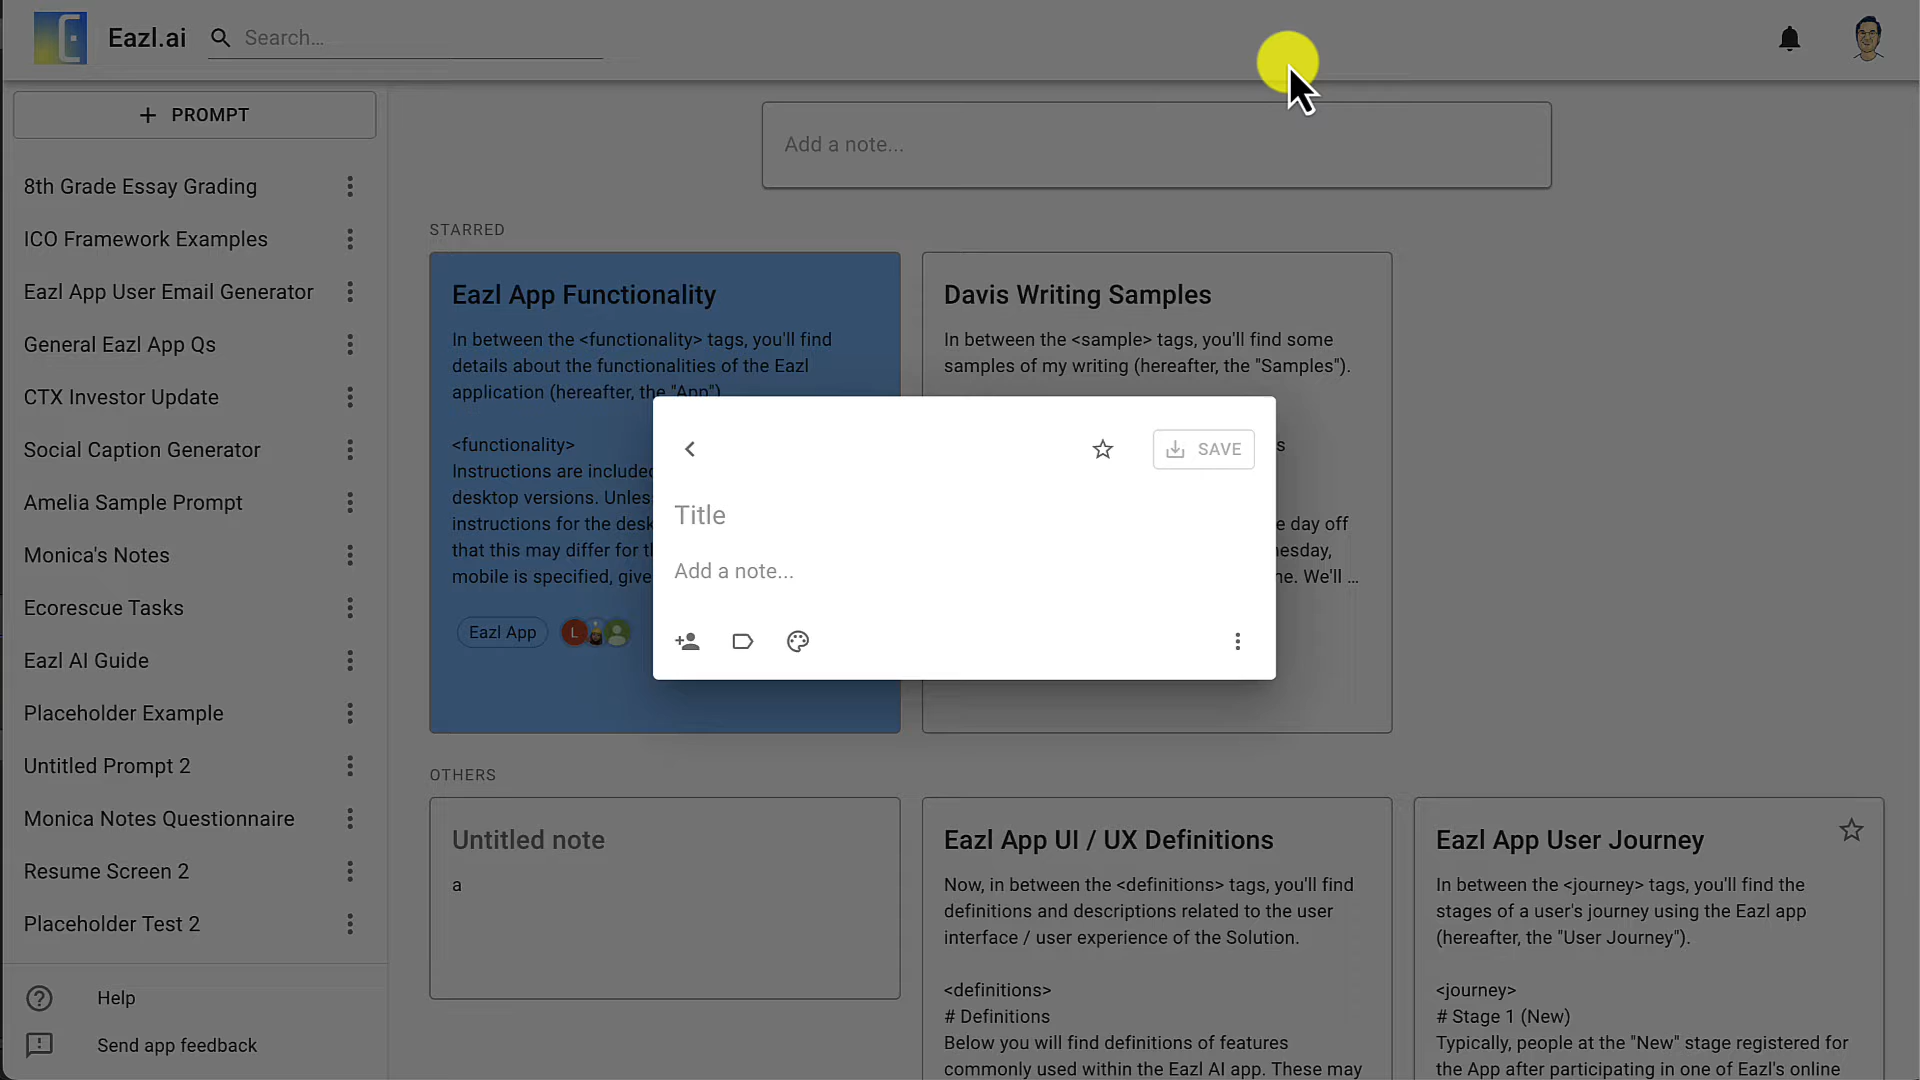 Eazl.ai
Search...
PROMPT
8th Grade Essay Grading
ICO Framework Examples
Eazl App User Email Generator
General Eazl App Qs
CTX Investor Update
Social Caption Generator
Amelia Sample Prompt
Monica's Notes
Ecorescue Tasks
Eazl AI Guide
Placeholder Example
Untitled Prompt 2
Monica Notes Questionnaire
Resume Screen 2
Placeholder Test 2
Help
Send app feedback
Add a note...
STARRED
Eazl App Functionality
In between the <functionality> tags, you'll find
details about the functionalities of the Eazl
application (hereafter, the "App")
<functionality>
Instructions are include
desktop versions. Unles
instructions for the desk
that this may differ for t
mobile is specified, give
Eazl App
L
Davis Writing Samples
In between the <sample> tags, you'll find some
samples of my writing (hereafter, the "Samples").
s
e day off
nesday,
ne. We'll ...
SAVE
Title
Add a note...
OTHERS
Untitled note
a
Eazl App UI / UX Definitions
Now, in between the <definitions> tags, you'll find
definitions and descriptions related to the user
interface / user experience of the Solution.
<definitions>
# Definitions
Below you will find definitions of features
commonly used within the Eazl AI app. These may
Eazl App User Journey
In between the <journey> tags, you'll find the
stages of a user's journey using the Eazl app
(hereafter, the "User Journey").
<journey>
# Stage 1 (New)
Typically, people at the "New" stage registered for
the App after participating in one of Eazl's online